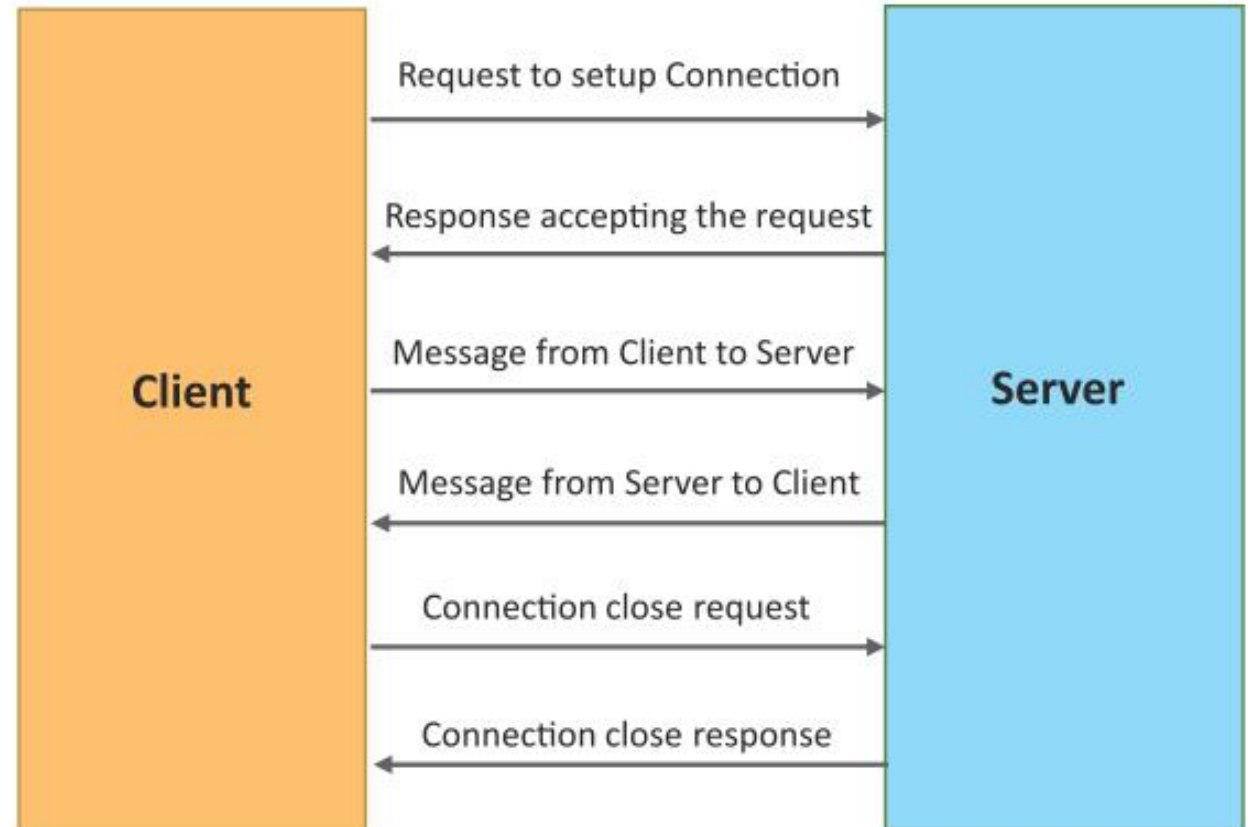 Request to setup Connection
Response accepting the request
Message from Client to Server
Client
Server
Message from Server to Client
Connection close request
Connection close response